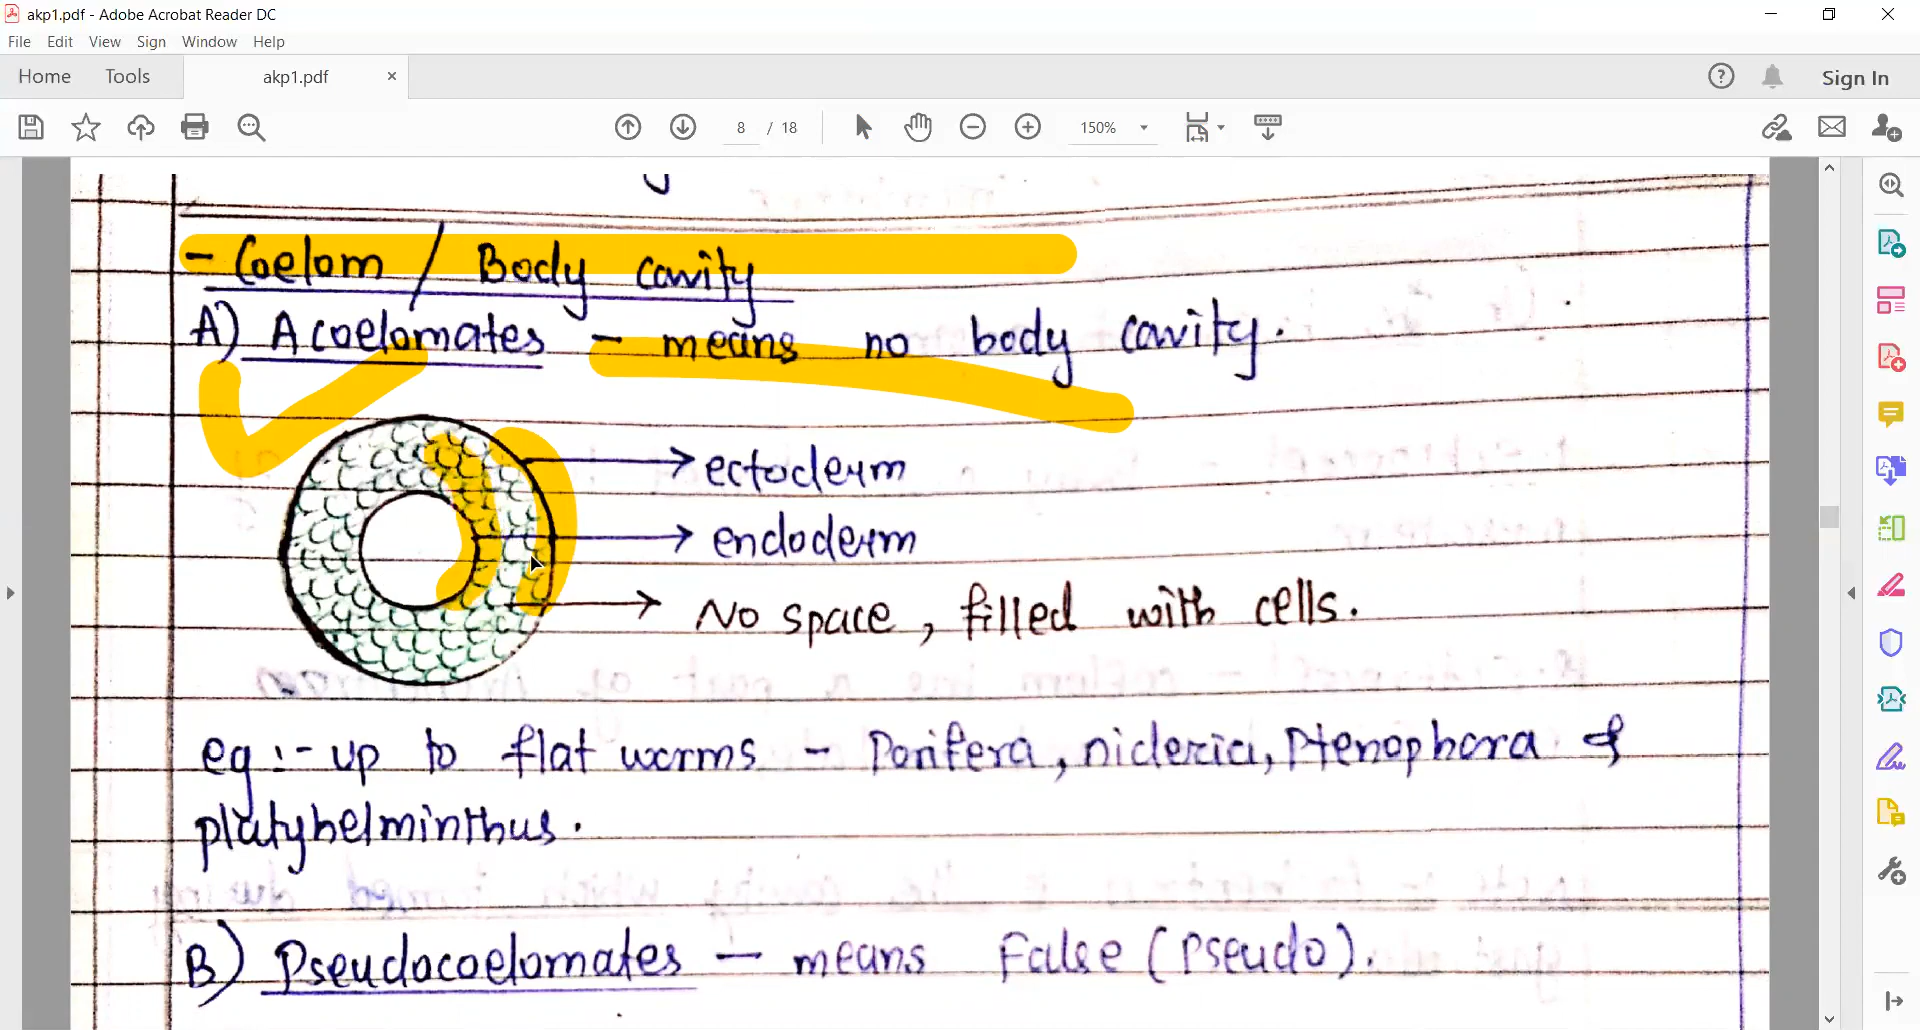 akp1.pdf - Adobe Acrobat Reader DC
File Edit View Sign Window Help
Home Tools akp1.pdf × Sign In
8 / 18 150%
- Coelom / Body cavity
A) Acoelomates - means no body cavity.
ectoderm
endoderm
No space, filled with cells.
eg :- up to flat worms - Porifera, nideria, Ptenophora &
platyhelminthus.
B) Pseudocoelomates - means False (Pseudo).